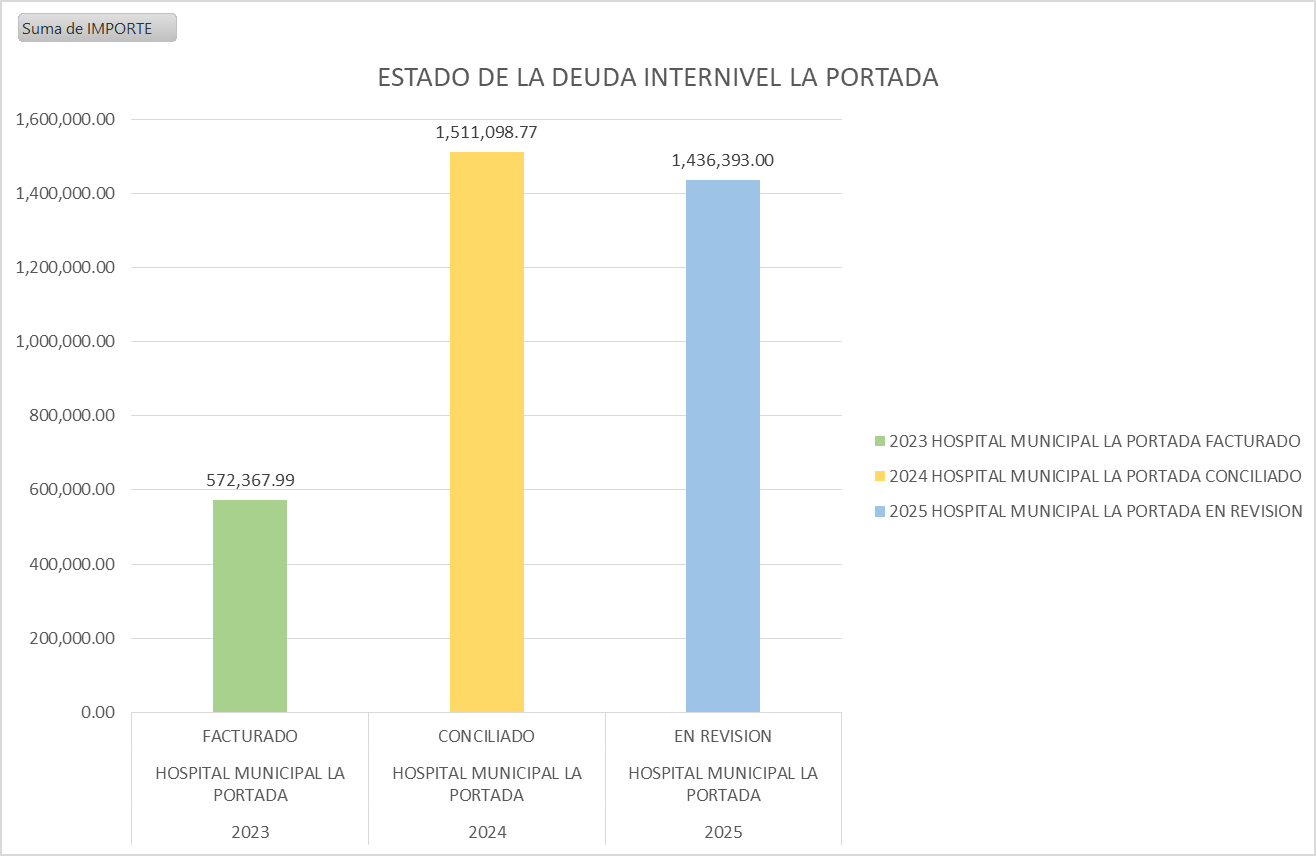 Suma de IMPORTE
ESTADO DE LA DEUDA INTERNIVEL LA PORTADA
1,600,000.00
1,400,000.00
1,200,000.00
1,000,000.00
800,000.00
600,000.00
400,000.00
200,000.00
0.00
572,367.99
1,511,098.77
1,436,393.00
FACTURADO
HOSPITAL MUNICIPAL LA
PORTADA
2023
CONCILIADO
HOSPITAL MUNICIPAL LA
PORTADA
2024
EN REVISION
HOSPITAL MUNICIPAL LA
PORTADA
2025
2023 HOSPITAL MUNICIPAL LA PORTADA FACTURADO
2024 HOSPITAL MUNICIPAL LA PORTADA CONCILIADO
2025 HOSPITAL MUNICIPAL LA PORTADA EN REVISION